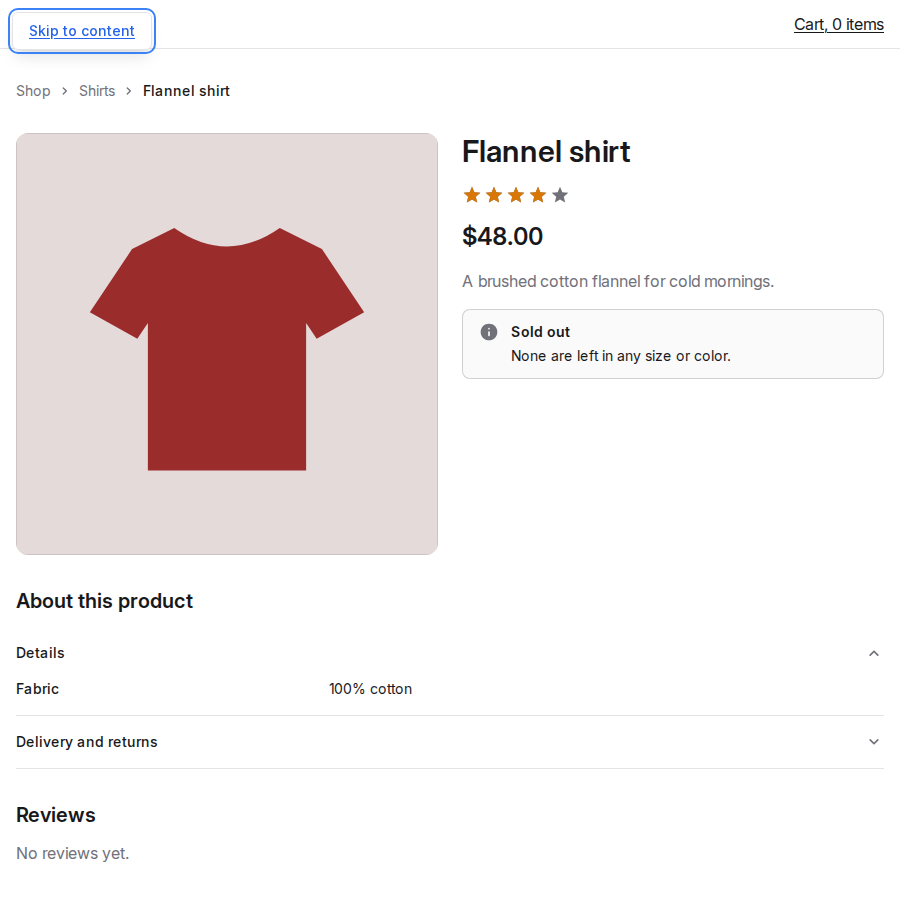 Skip to content
Cart, 0 items
Shop > Shirts > Flannel shirt
Flannel shirt
$48.00
A brushed cotton flannel for cold mornings.
Sold out
None are left in any size or color.
About this product
Details
Fabric 100% cotton
Delivery and returns
Reviews
No reviews yet.